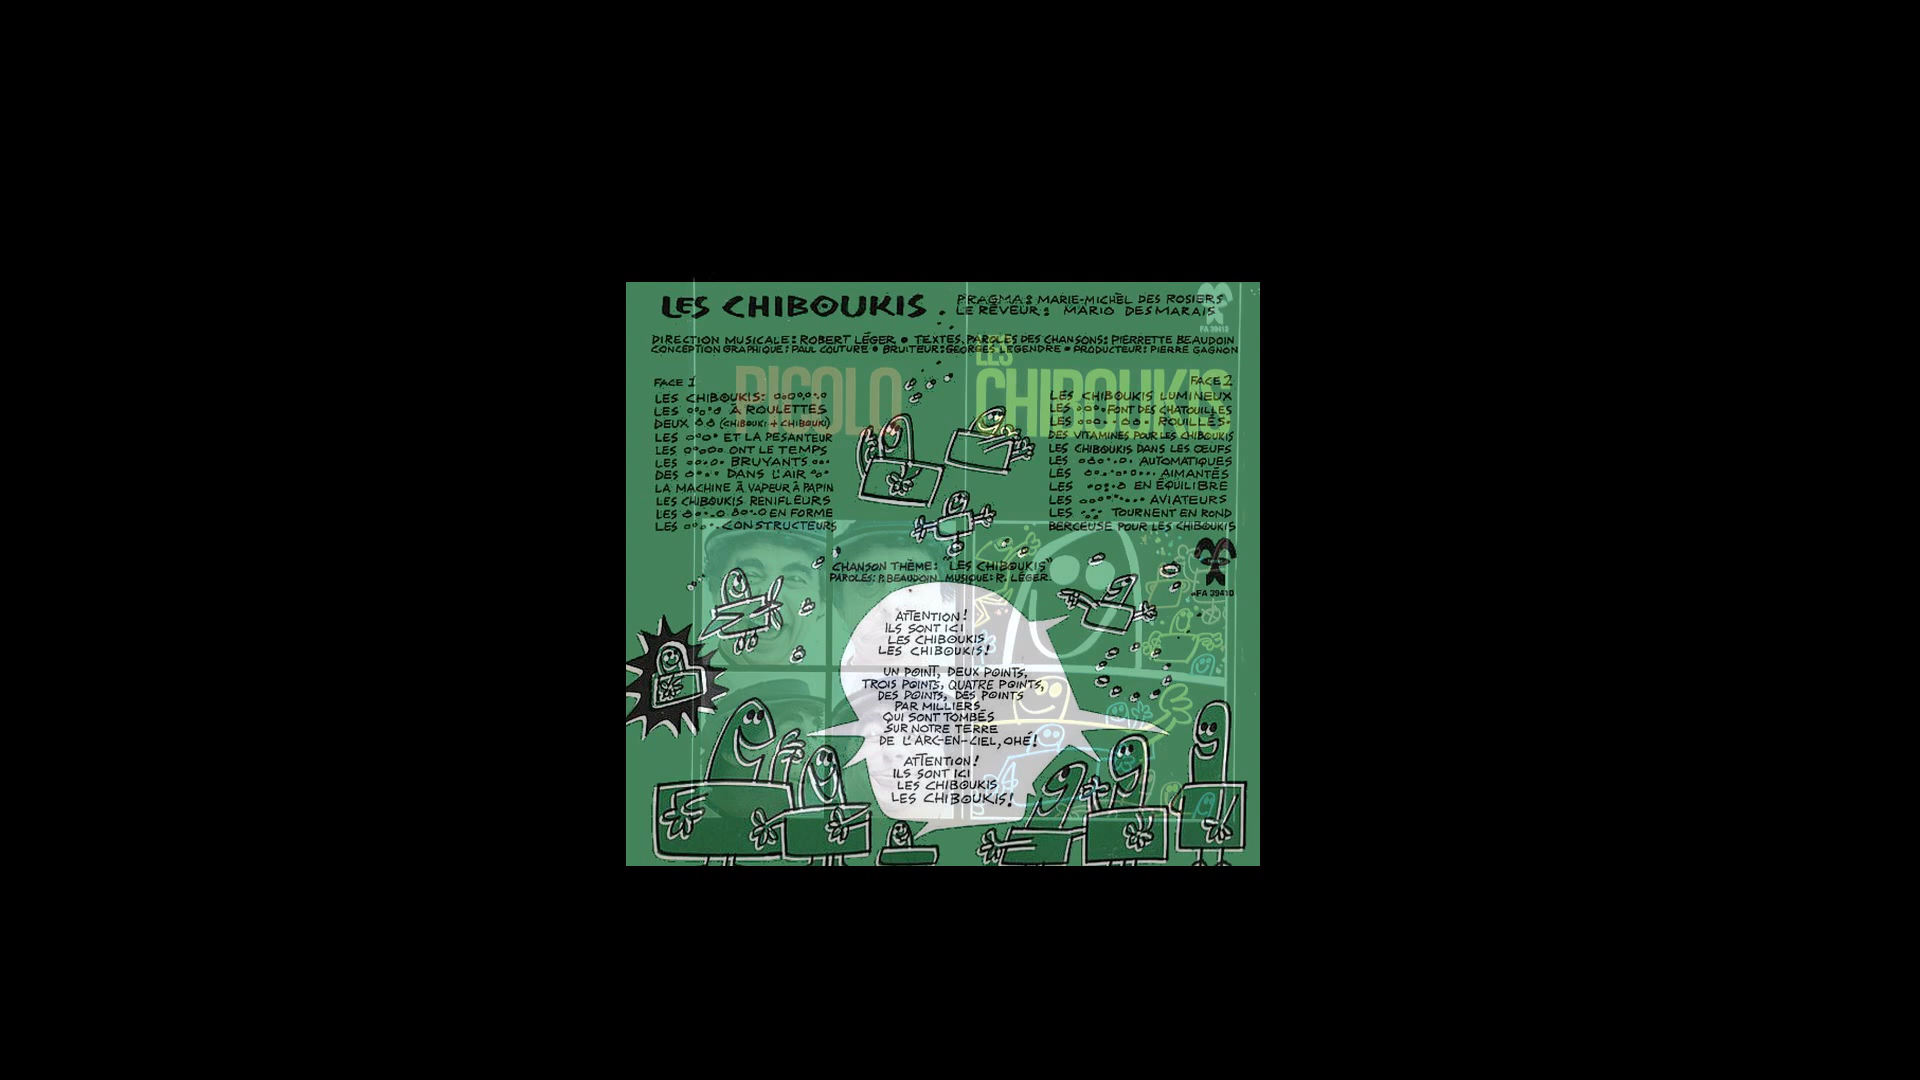 LES CHIBOUKIS.
PRAGMA: MARIE-MICHÈL DES ROSIERS
LE RÊVEUR: MARIO DESMARAIS
FA 39412
DIRECTION MUSICALE: ROBERT LÉGER • TEXTES, PAROLES DES CHANSONS: PIERRETTE BEAUDOIN
CONCEPTION GRAPHIQUE: PAUL COUTURE • BRUITEUR: GEORGES LEGENDRE • PRODUCTEUR: PIERRE GAGNON
PICOLO
LES
CHIBOUKIS
FACE 1
LES CHIBOUKIS:
LES À ROULETTES
DEUX (CHIBOUKI + CHIBOUKI)
LES ET LA PESANTEUR
LES ONT LE TEMPS
LES BRUYANTS
DES DANS L'AIR
LA MACHINE À VAPEUR À PAPIN
LES CHIBOUKIS RENIFLEURS
LES EN FORME
LES CONSTRUCTEURS
FACE 2
LES CHIBOUKIS LUMINEUX
LES FONT DES CHATOUILLES
LES ROUILLÉS
DES VITAMINES POUR LES CHIBOUKIS
LES CHIBOUKIS DANS LES OEUFS
LES AUTOMATIQUES
LES AIMANTÉS
LES EN ÉQUILIBRE
LES AVIATEURS
LES TOURNENT EN ROND
BERCEUSE POUR LES CHIBOUKIS
CHANSON THÈME: "LES CHIBOUKIS"
PAROLES: P. BEAUDOIN MUSIQUE: R. LÉGER.
FA 39410
ATTENTION!
ILS SONT ICI
LES CHIBOUKIS
LES CHIBOUKIS!
UN POINT, DEUX POINTS,
TROIS POINTS, QUATRE POINTS,
DES POINTS, DES POINTS
PAR MILLIERS
QUI SONT TOMBÉS
SUR NOTRE TERRE
DE L'ARC-EN-CIEL, OHÉ!
ATTENTION!
ILS SONT ICI
LES CHIBOUKIS
LES CHIBOUKIS!